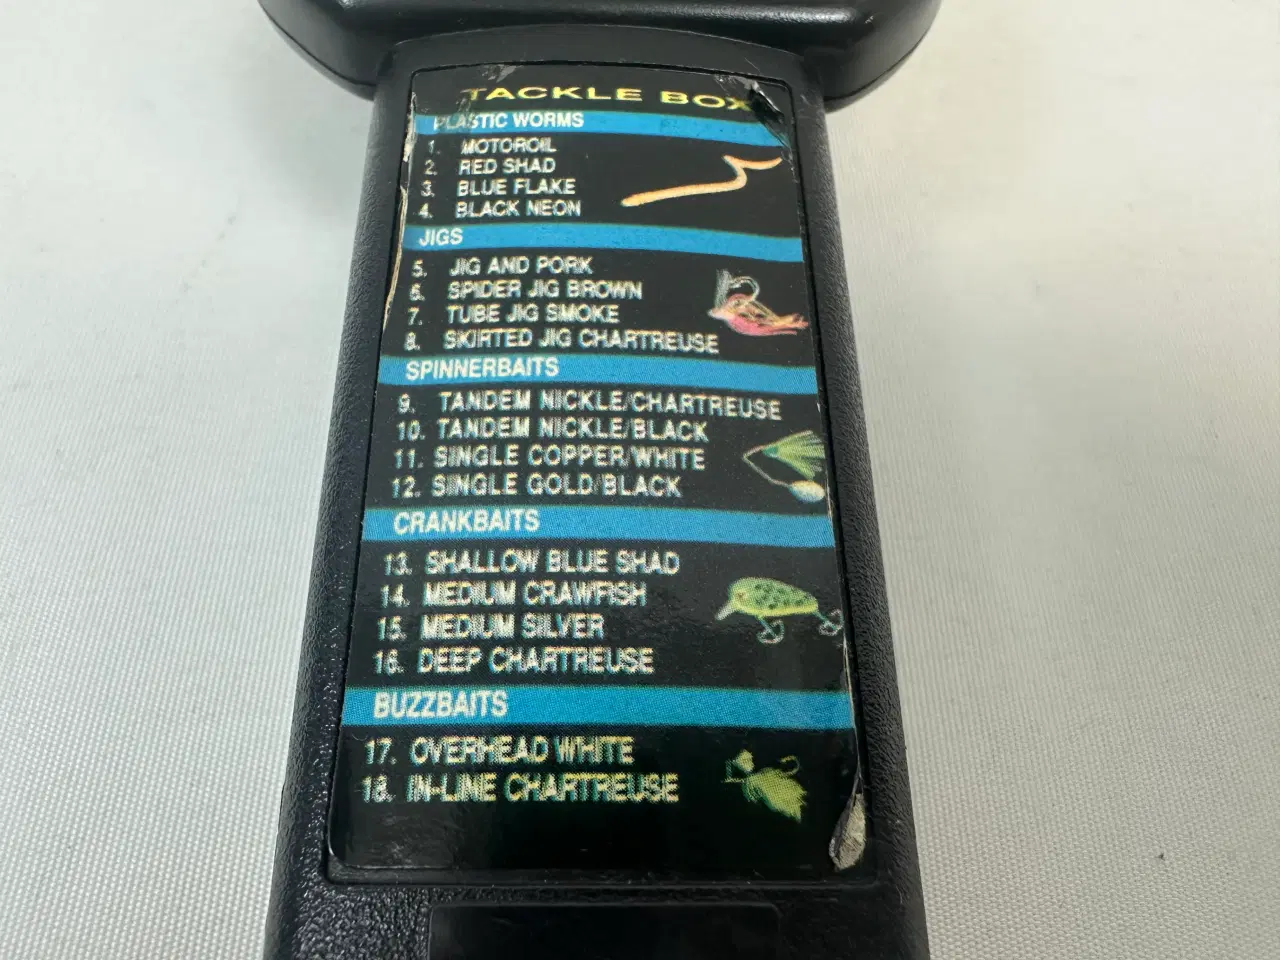 TACKLE BOX
PLASTIC WORMS
1. MOTOROIL
2. RED SHAD
3. BLUE FLAKE
4. BLACK NEON
JIGS
5. JIG AND PORK
6. SPIDER JIG BROWN
7. TUBE JIG SMOKE
8. SKIRTED JIG CHARTREUSE
SPINNERBAITS
9. TANDEM NICKLE/CHARTREUSE
10. TANDEM NICKLE/BLACK
11. SINGLE COPPER/WHITE
12. SINGLE GOLD/BLACK
CRANKBAITS
13. SHALLOW BLUE SHAD
14. MEDIUM CRAWFISH
15. MEDIUM SILVER
16. DEEP CHARTREUSE
BUZZBAITS
17. OVERHEAD WHITE
18. IN-LINE CHARTREUSE